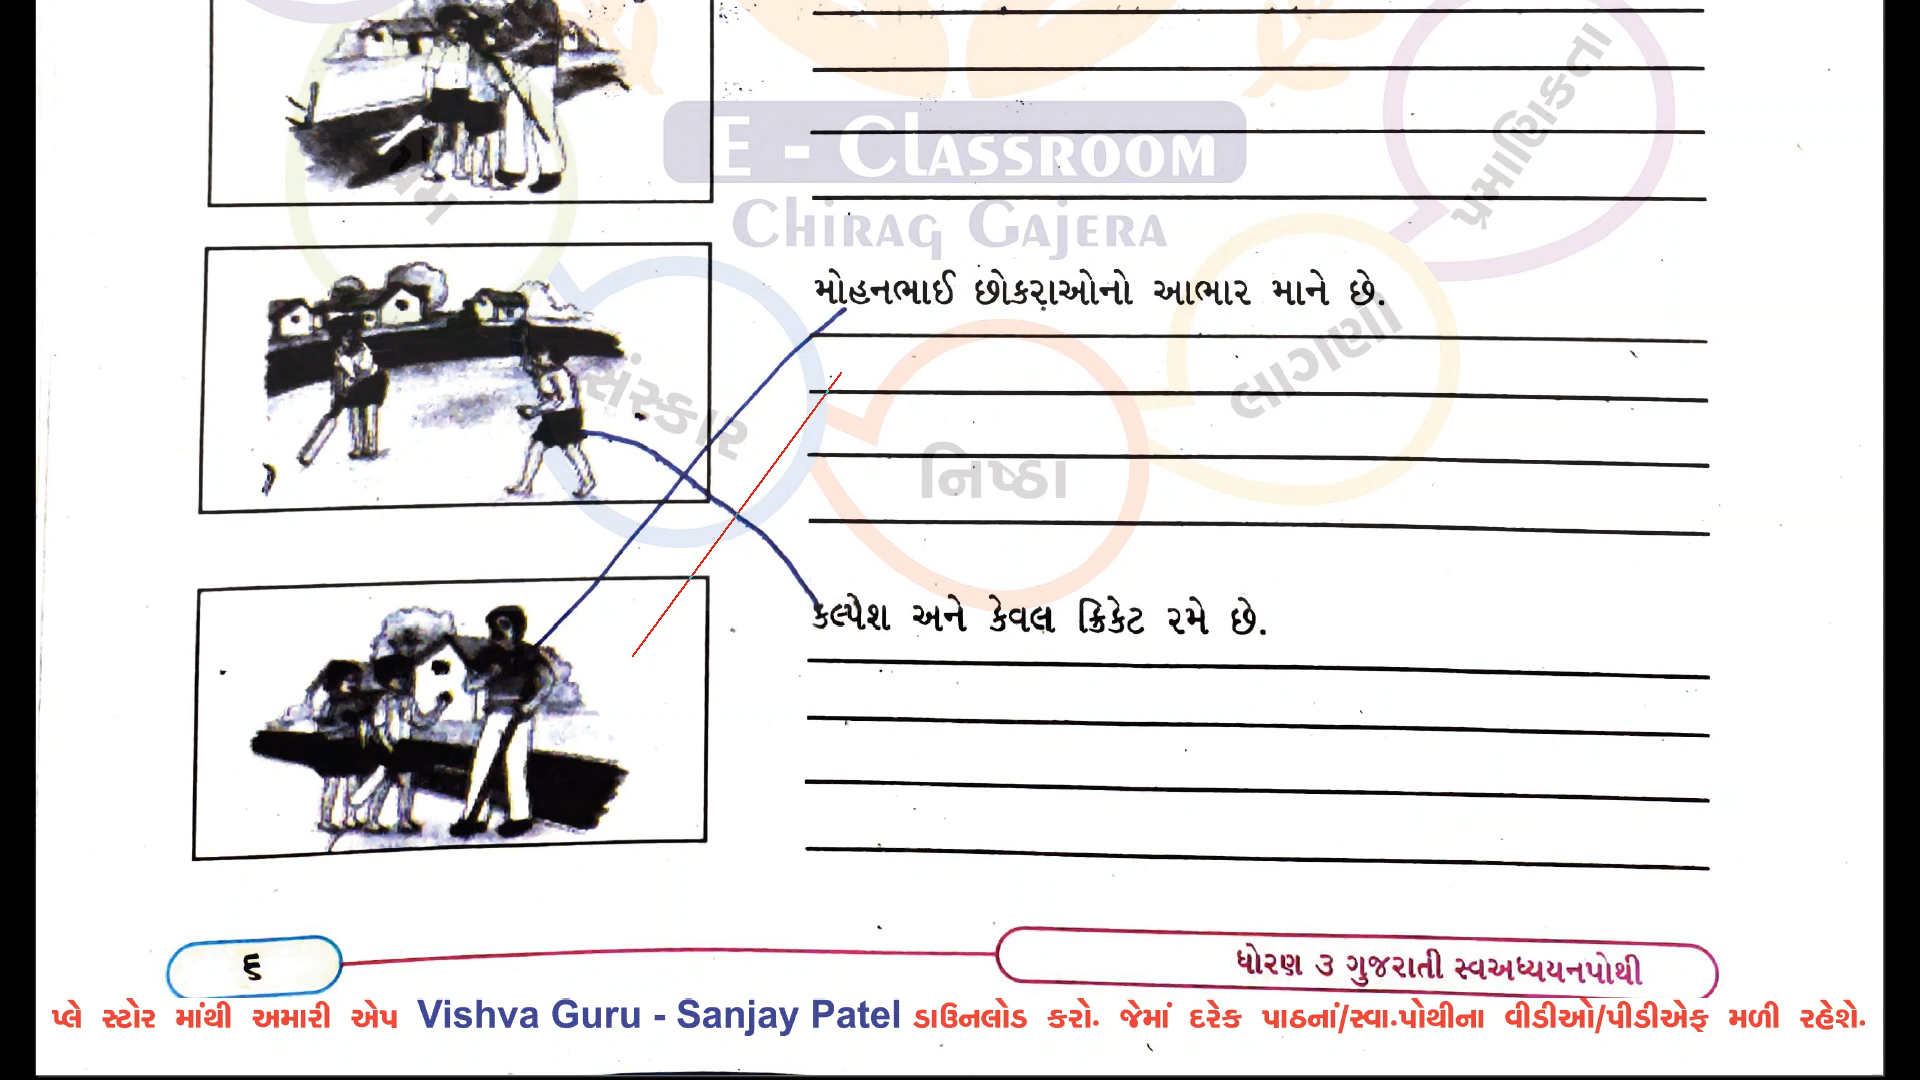 E - CLASSROOM
CHIRAG GAJERA
પ્રેમ
પ્રમાણિકતા
મોહનભાઈ છોકરાઓનો આભાર માને છે.
સંસ્કાર
લાગણી
નિષ્ઠા
કલ્પેશ અને કેવલ ક્રિકેટ રમે છે.
૬
ધોરણ ૩ ગુજરાતી સ્વઅધ્યયનપોથી
પ્લે સ્ટોર માંથી અમારી એપ Vishva Guru - Sanjay Patel ડાઉનલોડ કરો. જેમાં દરેક પાઠનાં/સ્વા.પોથીના વીડીઓ/પીડીએફ મળી રહેશે.